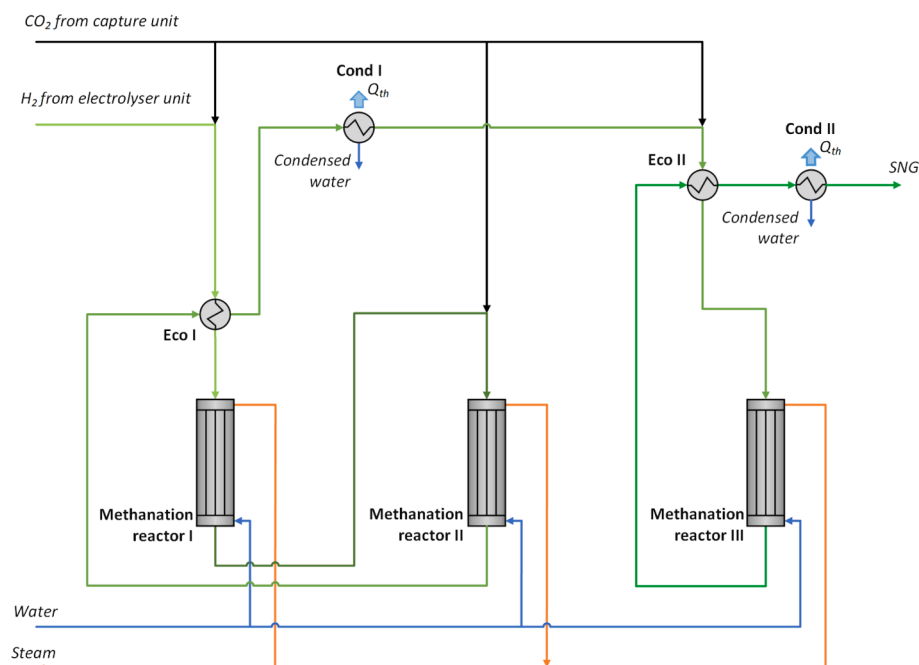 CO2 from capture unit
Cond I
Qth
H2 from electrolyser unit
Condensed
water
Cond II
Qth
Eco II
SNG
Condensed
water
Eco I
Methanation
reactor I
Methanation
reactor II
Methanation
reactor III
Water
Steam